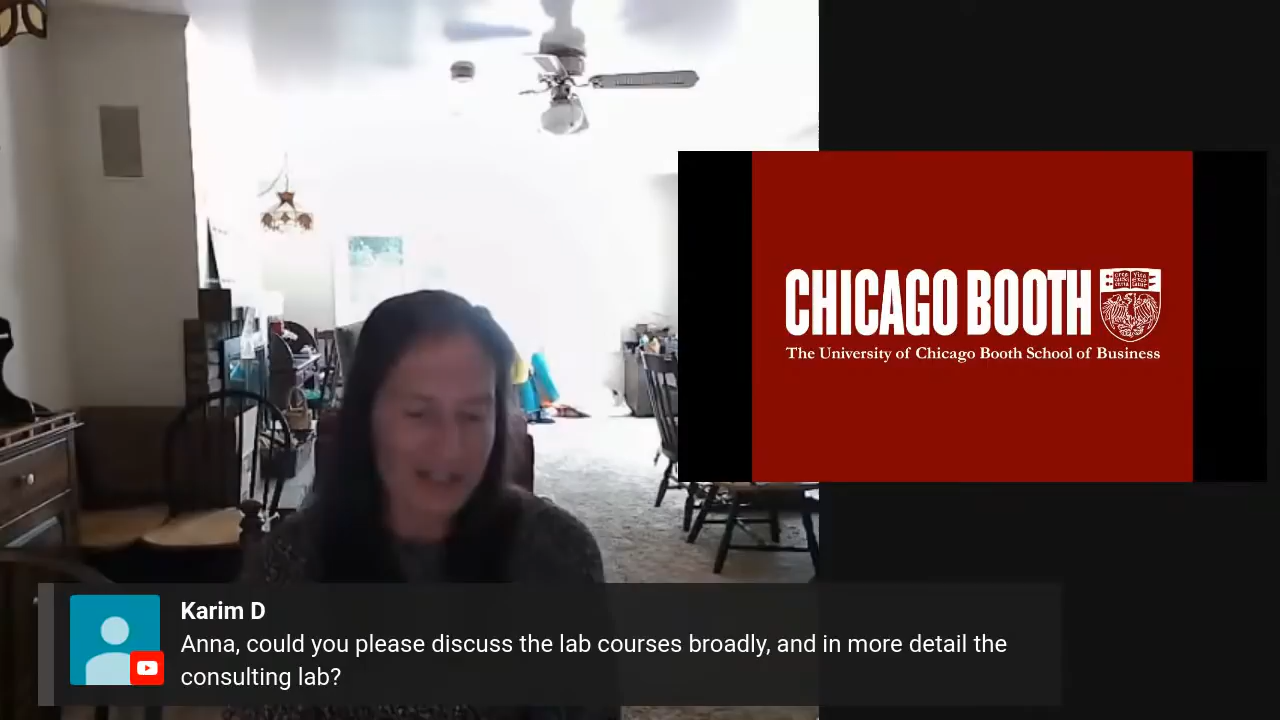 CHICAGO BOOTH
The University of Chicago Booth School of Business
Karim D
Anna, could you please discuss the lab courses broadly, and in more detail the
consulting lab?